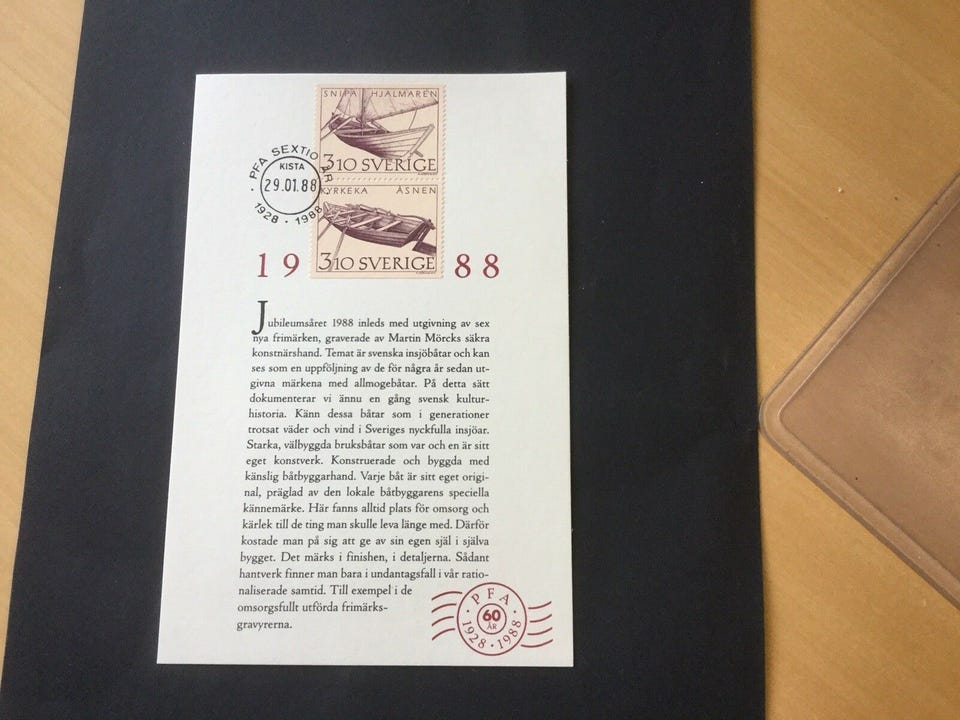 SNIPA HJÄLMAREN
3,10 SVERIGE
KYRKEKA ÅSNEN
3,10 SVERIGE
PFA SEXTIO ÅR
KISTA
29.01.88
1928 · 1988
1988
Jubileumsåret 1988 inleds med utgivning av sex
nya frimärken, graverade av Martin Mörcks säkra
konstnärshand. Temat är svenska insjöbåtar och kan
ses som en uppföljning av de för några år sedan ut-
givna märkena med allmogebåtar. På detta sätt
dokumenterar vi ännu en gång svensk kultur-
historia. Känn dessa båtar som i generationer
trotsat väder och vind i Sveriges nyckfulla insjöar.
Starka, välbyggda bruksbåtar som var och en är sitt
eget konstverk. Konstruerade och byggda med
känslig båtbyggarhand. Varje båt är sitt eget origi-
nal, präglad av den lokale båtbyggarens speciella
kännemärke. Här fanns alltid plats för omsorg och
kärlek till de ting man skulle leva länge med. Därför
kostade man på sig att ge av sin egen själ i själva
bygget. Det märks i finishen, i detaljerna. Sådant
hantverk finner man bara i undantagsfall i vår ratio-
naliserade samtid. Till exempel i de
omsorgsfullt utförda frimärks-
gravyrerna.
PFA
60
ÅR
1928 · 1988